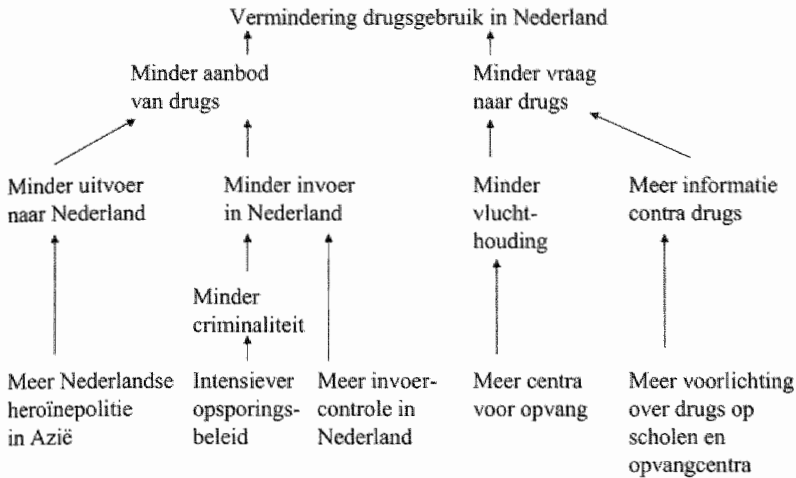 Vermindering drugsgebruik in Nederland
Minder aanbod
van drugs
Minder vraag
naar drugs
Minder uitvoer
naar Nederland
Minder invoer
in Nederland
Minder
vlucht-
houding
Meer informatie
contra drugs
Minder
criminaliteit
Meer Nederlandse
heroïnepolitie
in Azië
Intensiever
opsporings-
beleid
Meer invoer-
controle in
Nederland
Meer centra
voor opvang
Meer voorlichting
over drugs op
scholen en
opvangcentra